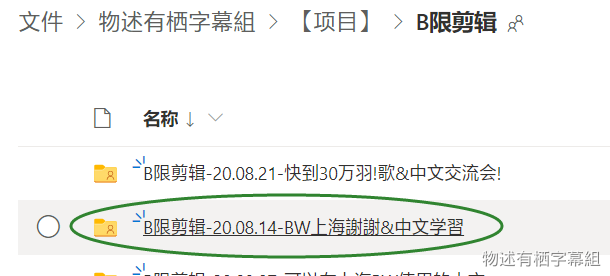 文件 > 物述有栖字幕組 > 【项目】 > B限剪辑
名称 ↓
B限剪辑-20.08.21-快到30万羽!歌&中文交流会!
B限剪辑-20.08.14-BW上海謝謝&中文学習
物述有栖字幕組